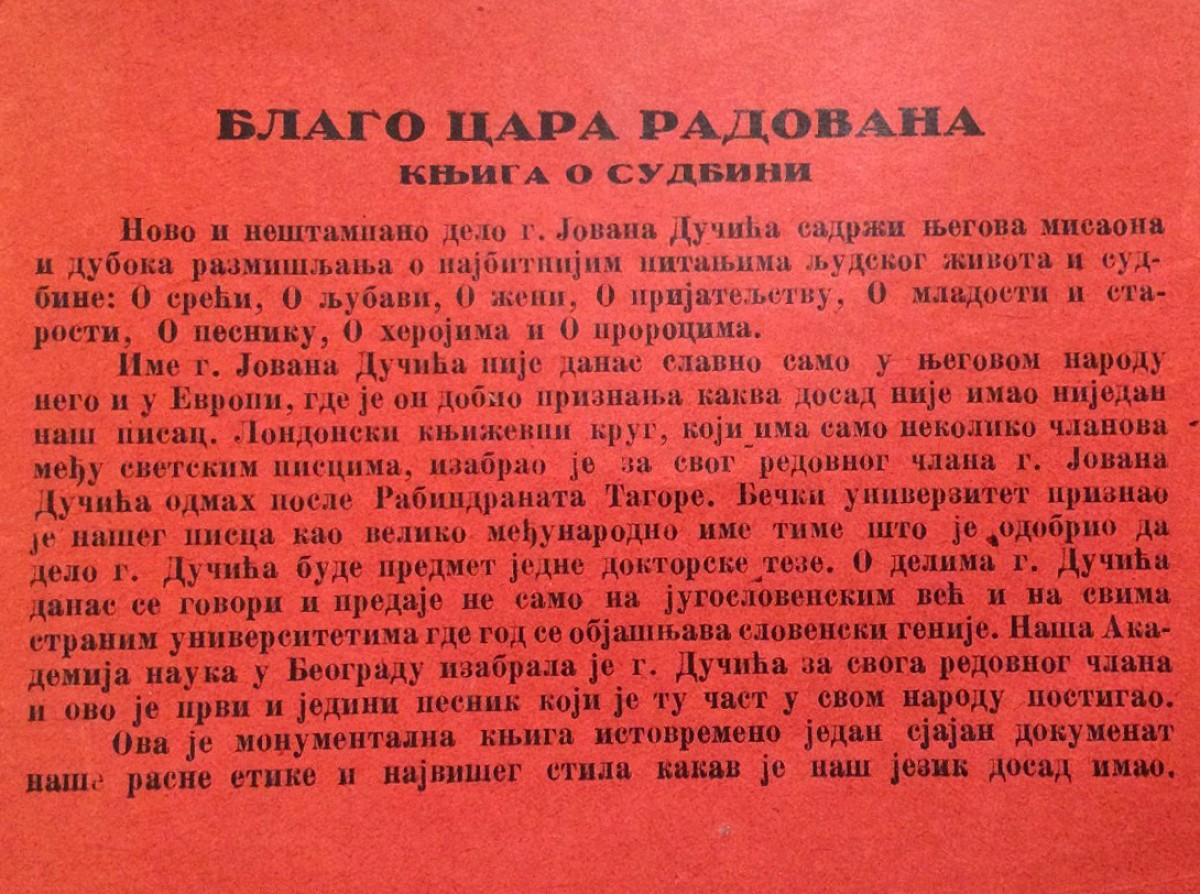 БЛАГО ЦАРА РАДОВАНА
КЊИГА О СУДБИНИ
Ново и нештампано дело г. Јована Дучића садржи његова мисаона
и дубока размишљања о најбитнијим питањима људског живота и суд-
бине: О срећи, О љубави, О жени, О пријатељству, О младости и ста-
рости, О песнику, О херојима и О пророцима.
Име г. Јована Дучића није данас славно само у његовом народу
него и у Европи, где је он добио признања каква досад није имао ниједан
наш писац. Лондонски књижевни круг, који има само неколико чланова
међу светским писцима, изабрао је за свог редовног члана г. Јована
Дучића одмах после Рабиндраната Тагоре. Бечки универзитет признао
је нашег писца као велико међународно име тиме што је одобрио да
дело г. Дучића буде предмет једне докторске тезе. О делима г. Дучића
данас се говори и предаје не само на југословенским већ и на свима
страним университетима где год се објашњава словенски геније. Наша Ака-
демија наука у Београду изабрала је г. Дучића за свога редовног члана
и ово је први и једини песник који је ту част у свом народу постигао.
Ова је монументална књига истовремено један сјајан документ
наше расне етике и највишег стила какав је наш језик досад имао.